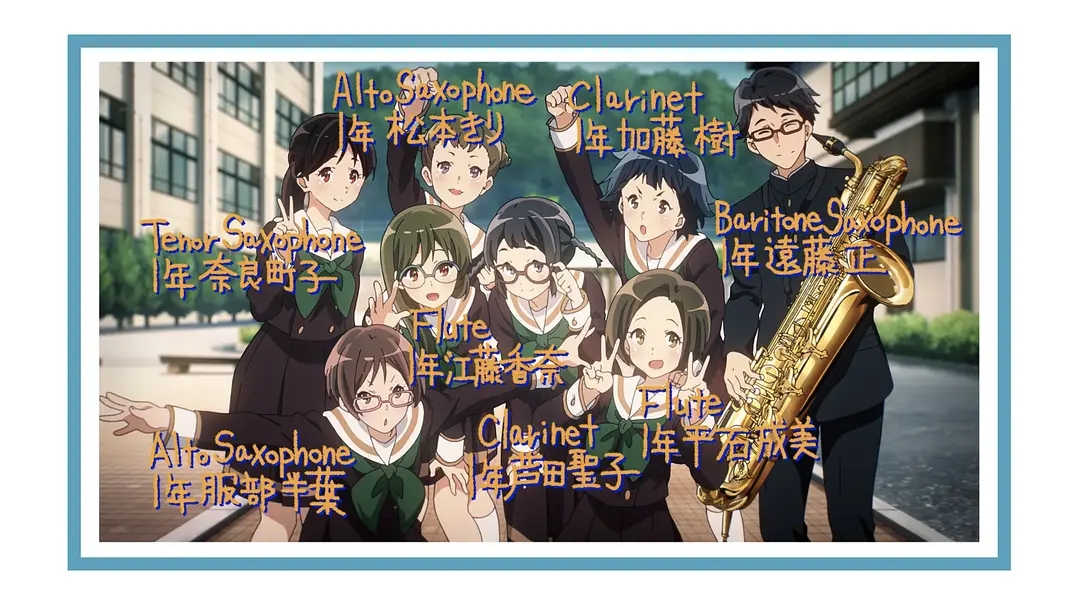 Alto Saxophone
1年 松本きり
Clarinet
1年 加藤 樹
Baritone Saxophone
1年 遠藤 正
Tenor Saxophone
1年 奈良町子
Flute
1年 江藤香奈
Flute
1年 平石成美
Clarinet
1年 芦田聖子
Alto Saxophone
1年 服部半葉